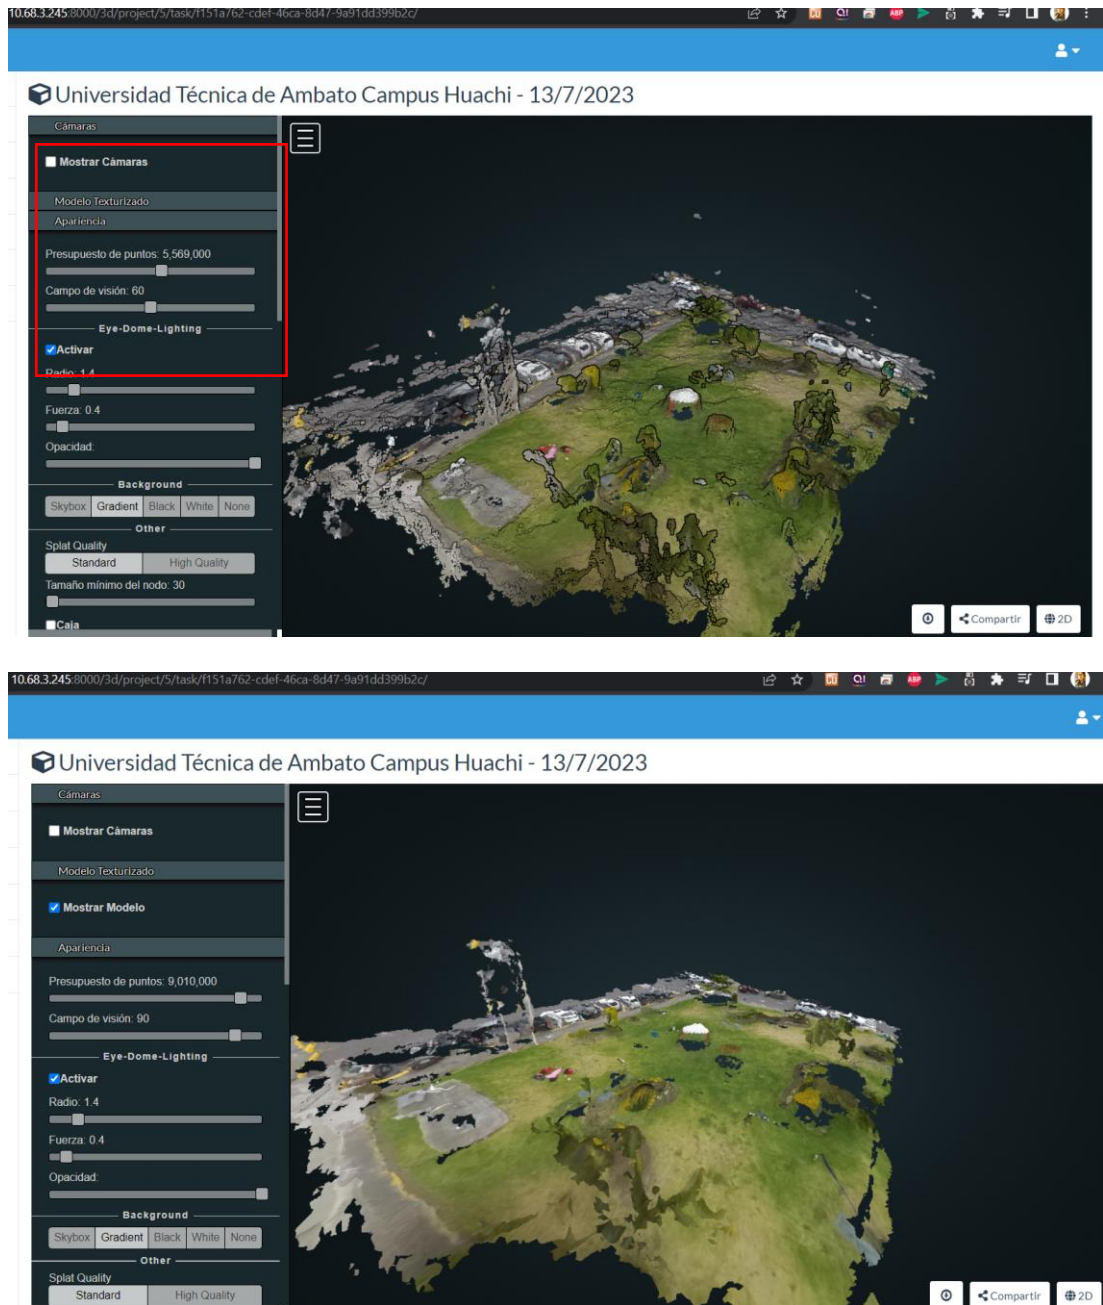 10.68.3.245:8000/3d/project/5/task/f151a762-cdef-46ca-8d47-9a91dd399b2c/
Universidad Técnica de Ambato Campus Huachi - 13/7/2023
Cámaras
Mostrar Cámaras
Modelo Texturizado
Apariencia
Presupuesto de puntos: 5,569,000
Campo de visión: 60
Eye-Dome-Lighting
Activar
Radio: 1.4
Fuerza: 0.4
Opacidad:
Background
Skybox Gradient Black White None
Other
Splat Quality
Standard High Quality
Tamaño mínimo del nodo: 30
Caja
Compartir 2D
10.68.3.245:8000/3d/project/5/task/f151a762-cdef-46ca-8d47-9a91dd399b2c/
Universidad Técnica de Ambato Campus Huachi - 13/7/2023
Cámaras
Mostrar Cámaras
Modelo Texturizado
Mostrar Modelo
Apariencia
Presupuesto de puntos: 9,010,000
Campo de visión: 90
Eye-Dome-Lighting
Activar
Radio: 1.4
Fuerza: 0.4
Opacidad:
Background
Skybox Gradient Black White None
Other
Splat Quality
Standard High Quality
Compartir 2D